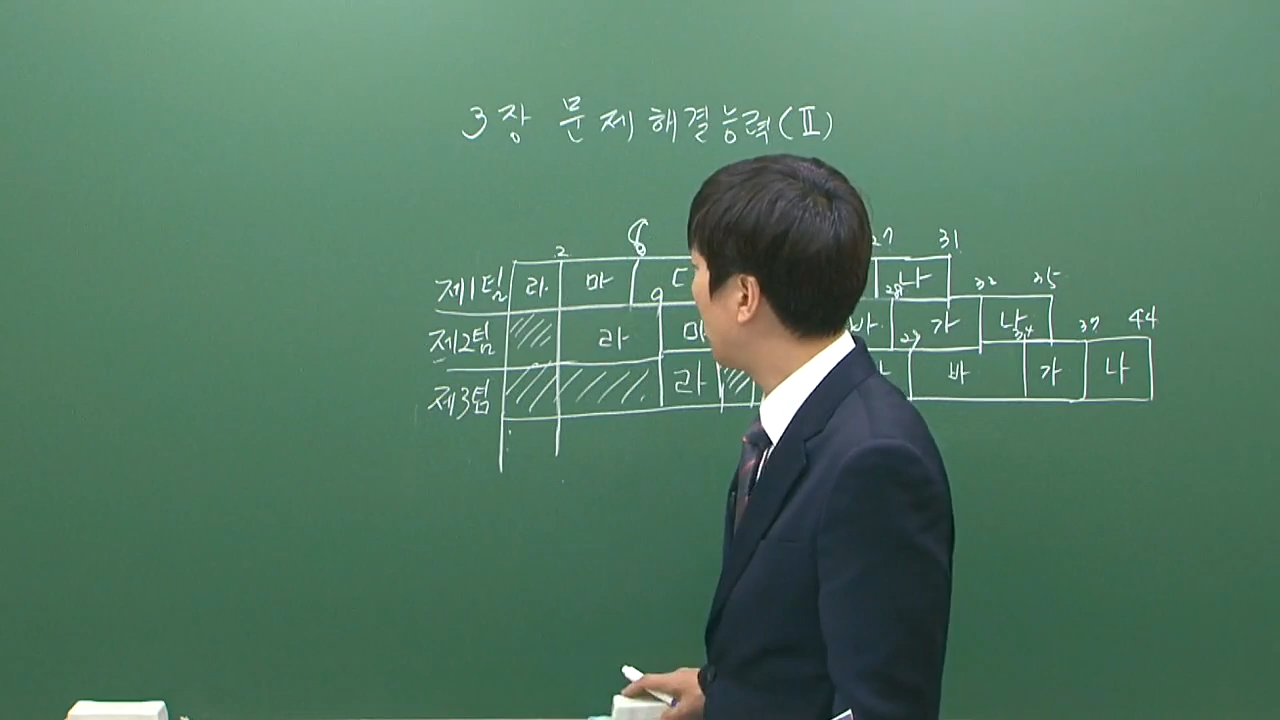 3장 문제해결능력(Ⅱ)
2 8 27 31
제1팀 라 마 나
9 28 32 35
제2팀 라 마 바 가 나
29 34 37 44
제3팀 라 바 가 나